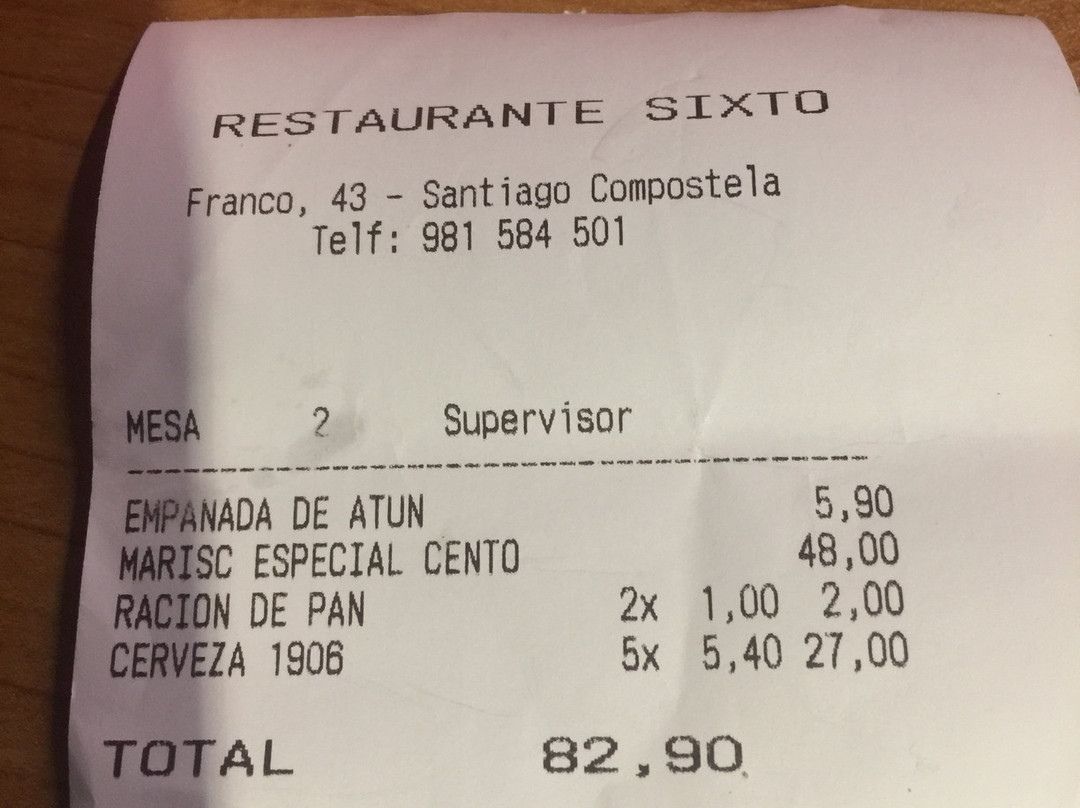 RESTAURANTE SIXTO
Franco, 43 - Santiago Compostela
Telf: 981 584 501
MESA 2 Supervisor
EMPANADA DE ATUN 5,90
MARISC ESPECIAL CENTO 48,00
RACION DE PAN 2x 1,00 2,00
CERVEZA 1906 5x 5,40 27,00
TOTAL 82,90